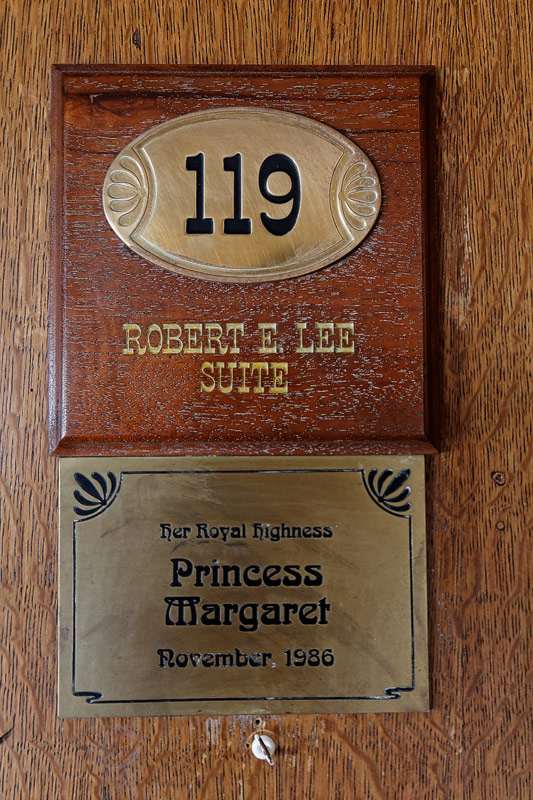 119
ROBERT E. LEE
SUITE
Her Royal Highness
Princess
Margaret
November, 1986